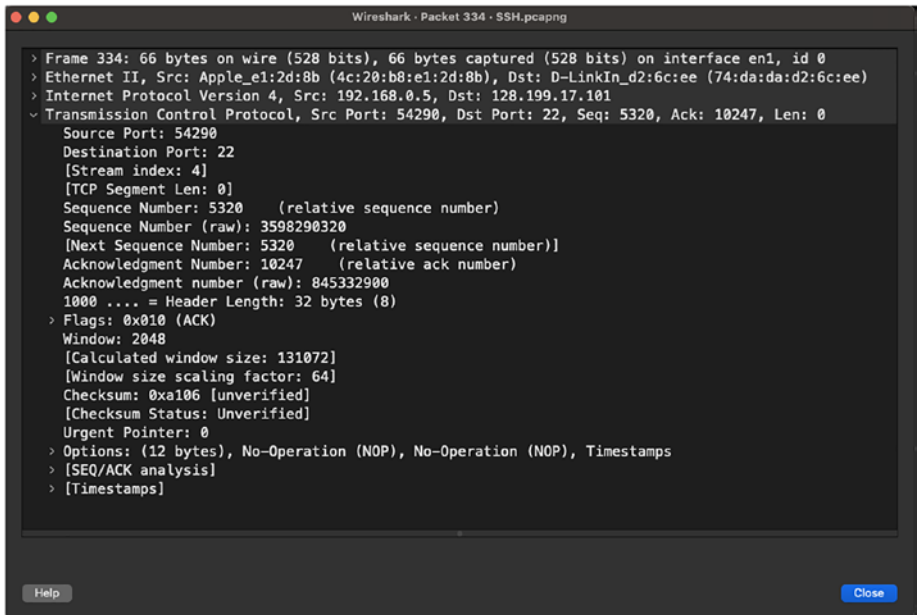 Wireshark · Packet 334 · SSH.pcapng
> Frame 334: 66 bytes on wire (528 bits), 66 bytes captured (528 bits) on interface en1, id 0
> Ethernet II, Src: Apple_e1:2d:8b (4c:20:b8:e1:2d:8b), Dst: D-LinkIn_d2:6c:ee (74:da:da:d2:6c:ee)
> Internet Protocol Version 4, Src: 192.168.0.5, Dst: 128.199.17.101
⌄ Transmission Control Protocol, Src Port: 54290, Dst Port: 22, Seq: 5320, Ack: 10247, Len: 0
Source Port: 54290
Destination Port: 22
[Stream index: 4]
[TCP Segment Len: 0]
Sequence Number: 5320    (relative sequence number)
Sequence Number (raw): 3598290320
[Next Sequence Number: 5320    (relative sequence number)]
Acknowledgment Number: 10247    (relative ack number)
Acknowledgment number (raw): 845332900
1000 .... = Header Length: 32 bytes (8)
> Flags: 0x010 (ACK)
Window: 2048
[Calculated window size: 131072]
[Window size scaling factor: 64]
Checksum: 0xa106 [unverified]
[Checksum Status: Unverified]
Urgent Pointer: 0
> Options: (12 bytes), No-Operation (NOP), No-Operation (NOP), Timestamps
> [SEQ/ACK analysis]
> [Timestamps]
Help
Close